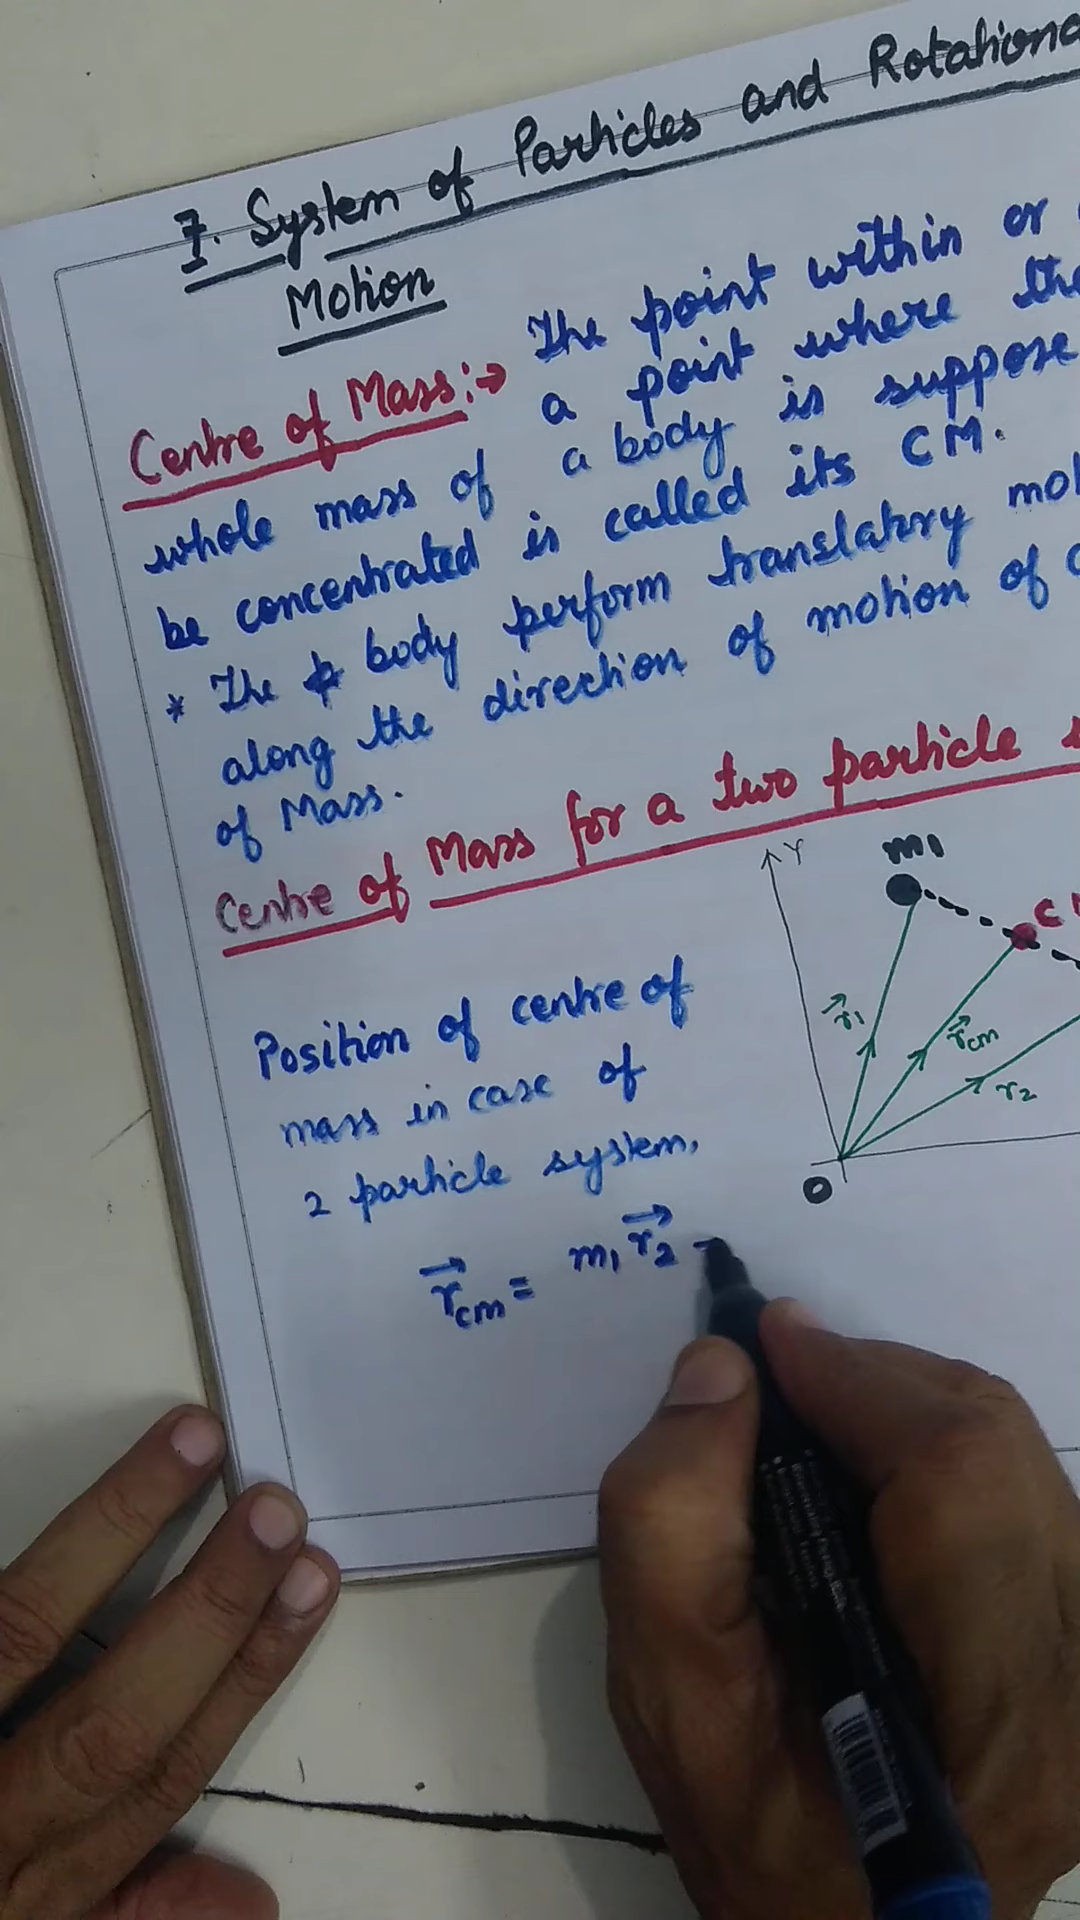 7. System of Particles and Rotationa
Motion
Centre of Mass:→ The point within or
a point where the
whole mass of a body is suppose
be concentrated is called its CM.
* The body perform translatory mot
along the direction of motion of
of Mass.
Centre of Mass for a two particle s
Y
m1
C
Position of centre of
mass in case of
2 particle system,
r1
rcm
r2
O
rcm = m1 r2